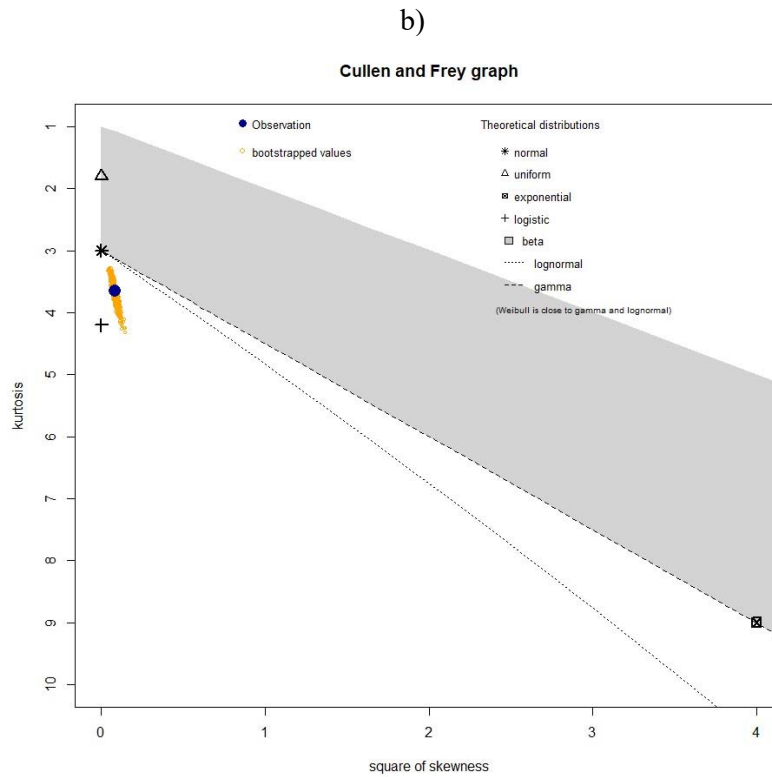 b)
Cullen and Frey graph
Observation
bootstrapped values
Theoretical distributions
normal
uniform
exponential
logistic
beta
lognormal
gamma
(Weibull is close to gamma and lognormal)
kurtosis
1
2
3
4
5
6
7
8
9
10
0 1 2 3 4
square of skewness